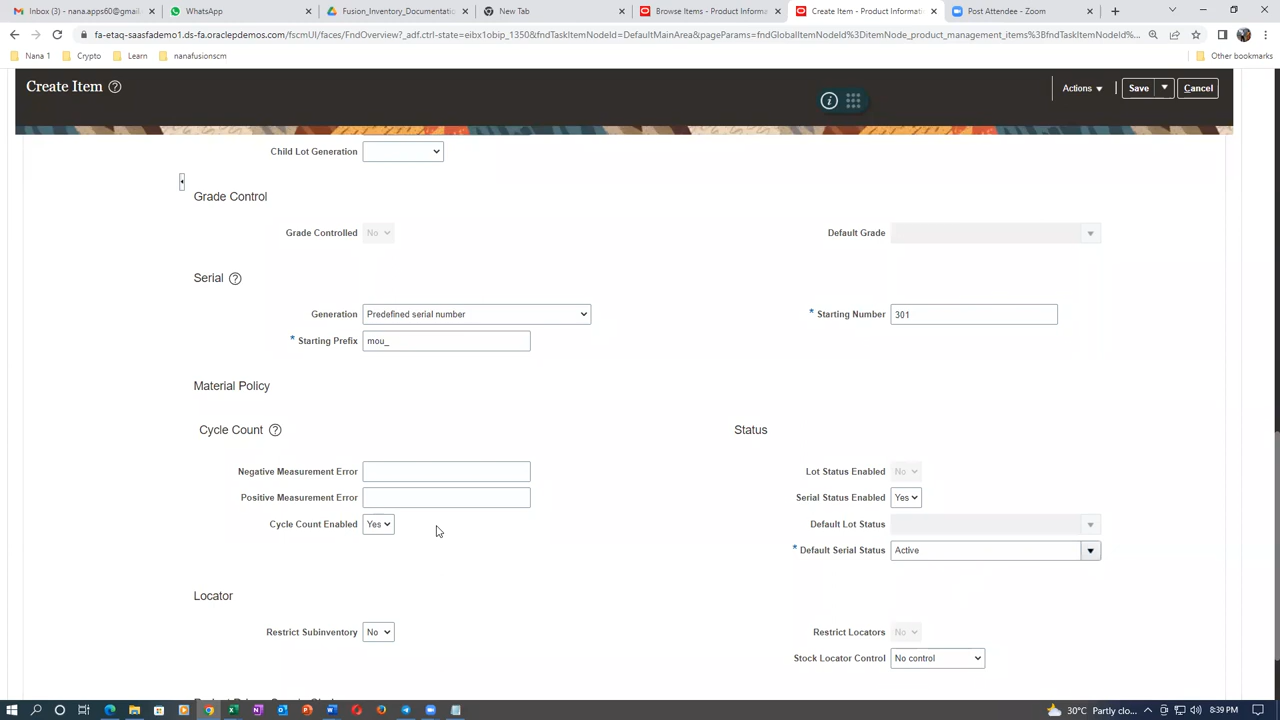 Inbox (3) - nana.apps60@gmail.
WhatsApp
Fusion_Inventory_Documentatio
New Tab
Browse Items - Product Informa
Create Item - Product Informati
Post Attendee - Zoom
fa-etaq-saasfademo1.ds-fa.oraclepdemos.com/fscmUI/faces/FndOverview?_adf.ctrl-state=eibx1obip_1350&fndTaskItemNodeId=DefaultMainArea&pageParams=fndGlobalItemNodeId%3DitemNode_product_management_items%3BfndTaskItemNodeId%...
Nana 1
Crypto
Learn
nanafusionscm
Other bookmarks
Create Item ?
Actions
Save
Cancel
Child Lot Generation
Grade Control
Grade Controlled No
Default Grade
Serial ?
Generation Predefined serial number
* Starting Number 301
* Starting Prefix mou_
Material Policy
Cycle Count ?
Status
Negative Measurement Error
Lot Status Enabled No
Positive Measurement Error
Serial Status Enabled Yes
Cycle Count Enabled Yes
Default Lot Status
* Default Serial Status Active
Locator
Restrict Subinventory No
Restrict Locators No
Stock Locator Control No control
30°C Partly clo...
8:39 PM